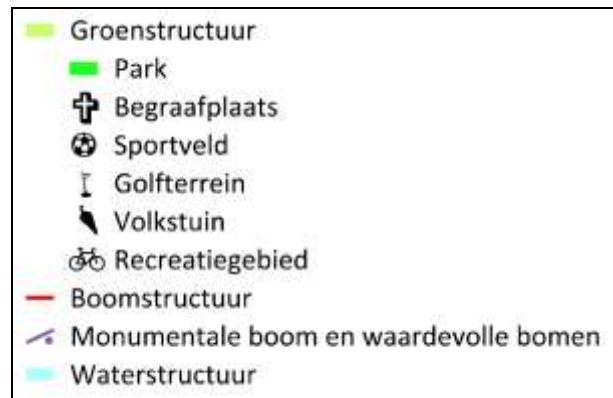 Groenstructuur
Park
Begraafplaats
Sportveld
Golfterrein
Volkstuin
Recreatiegebied
Boomstructuur
Monumentale boom en waardevolle bomen
Waterstructuur